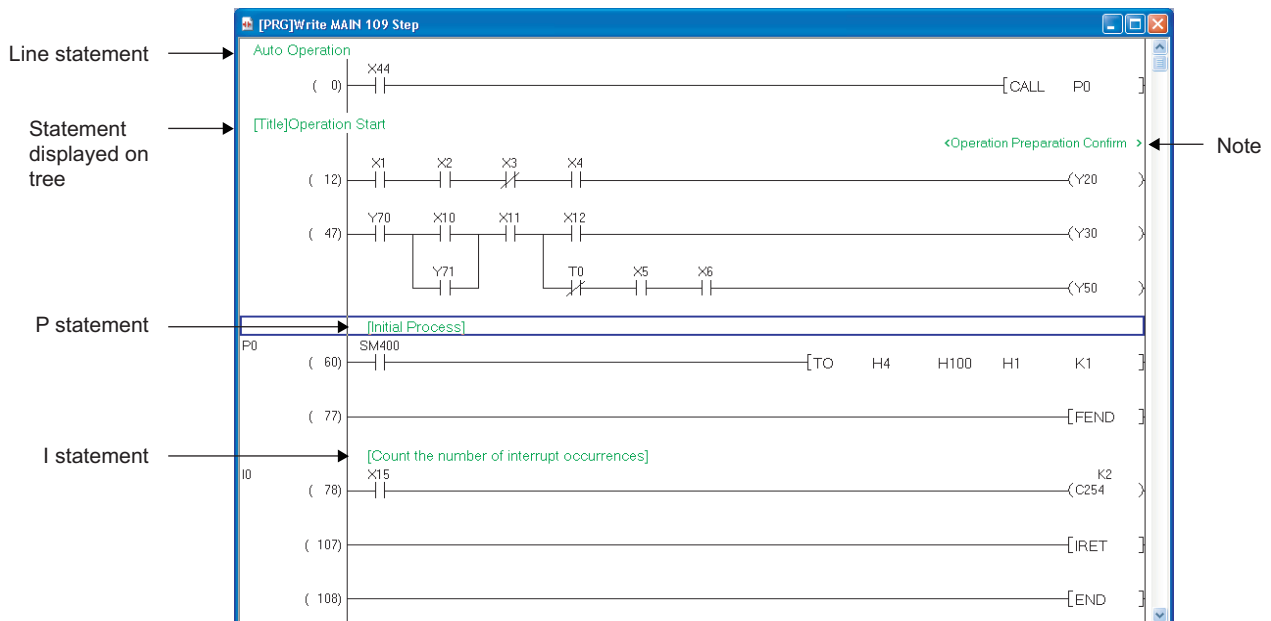 [PRG]Write MAIN 109 Step
Line statement
Auto Operation
X44
( 0) CALL P0
Statement displayed on tree
[Title]Operation Start
<Operation Preparation Confirm >
Note
X1 X2 X3 X4
( 12) Y20
Y70 X10 X11 X12
( 47) Y30
Y71 T0 X5 X6
Y50
P statement
[Initial Process]
P0 SM400
( 60) TO H4 H100 H1 K1
( 77) FEND
I statement
[Count the number of interrupt occurrences]
I0 X15 K2
( 78) C254
( 107) IRET
( 108) END